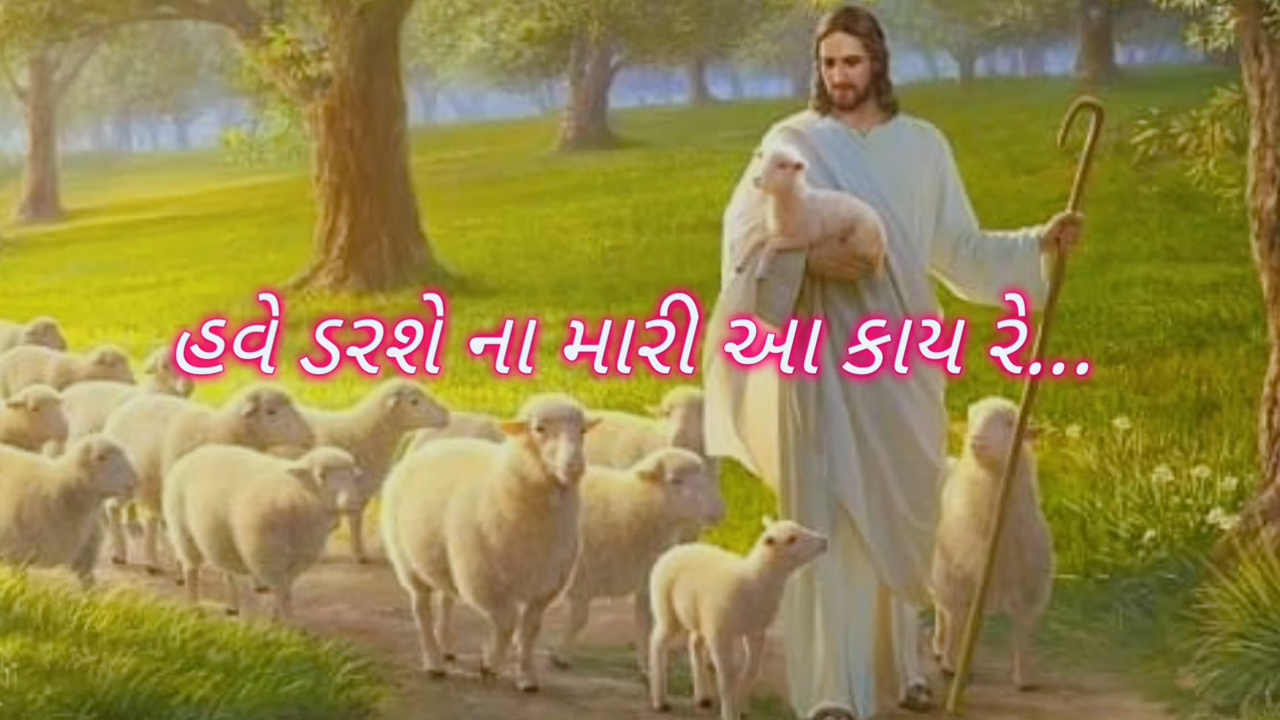 હવે ડરશે ના મારી આ કાય રે...